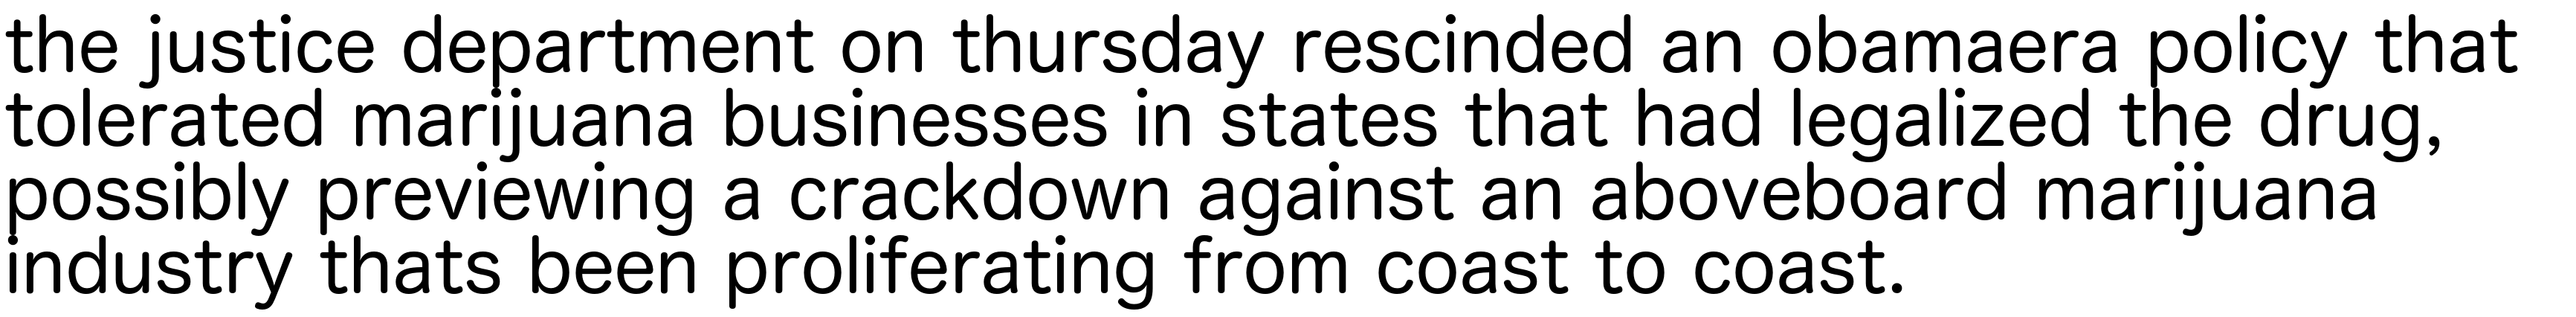 the justice department on thursday rescinded an obamaera policy that
tolerated marijuana businesses in states that had legalized the drug,
possibly previewing a crackdown against an aboveboard marijuana
industry thats been proliferating from coast to coast.